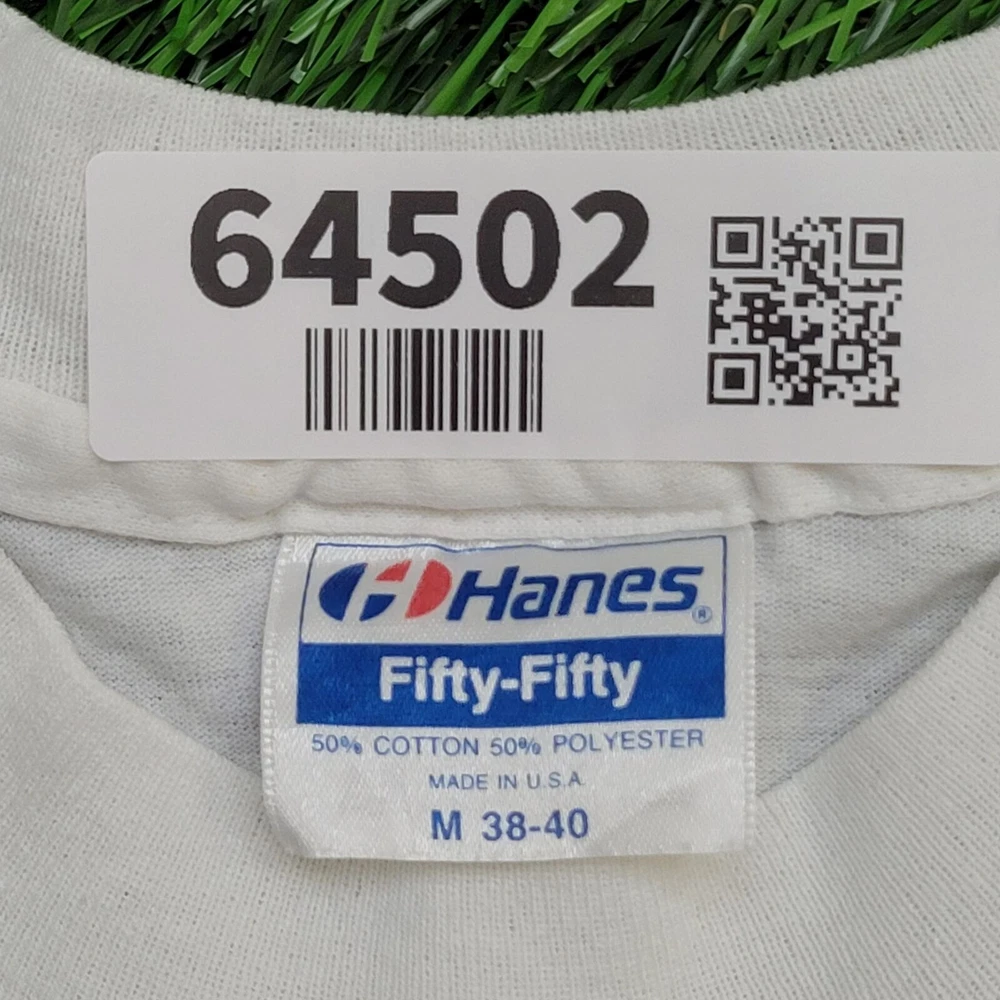 64502
Hanes®
Fifty-Fifty
50% COTTON 50% POLYESTER
MADE IN U.S.A.
M 38-40